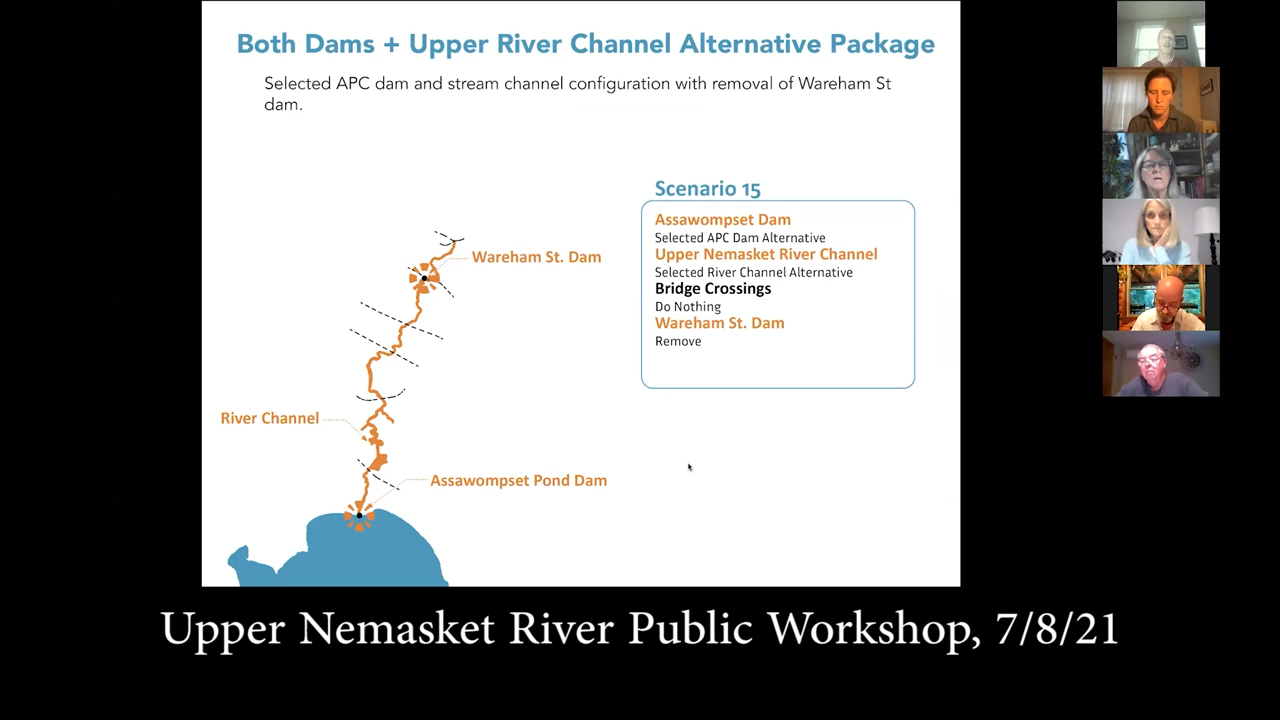 Both Dams + Upper River Channel Alternative Package
Selected APC dam and stream channel configuration with removal of Wareham St
dam.
Scenario 15
Assawompset Dam
Selected APC Dam Alternative
Upper Nemasket River Channel
Selected River Channel Alternative
Bridge Crossings
Do Nothing
Wareham St. Dam
Remove
Wareham St. Dam
River Channel
Assawompset Pond Dam
Upper Nemasket River Public Workshop, 7/8/21